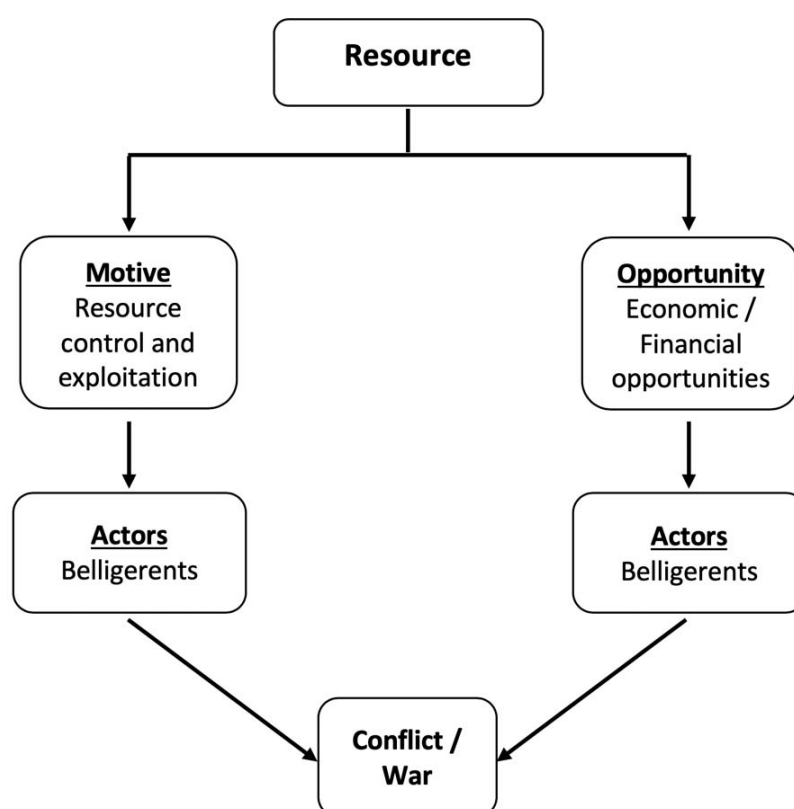 Resource
Motive
Resource
control and
exploitation
Opportunity
Economic /
Financial
opportunities
Actors
Belligerents
Actors
Belligerents
Conflict /
War